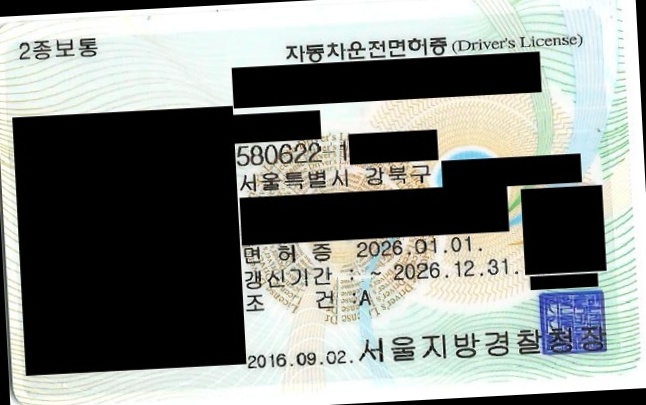 2종보통
자동차운전면허증 (Driver's License)
580622-1
서울특별시 강북구
면 허 증 2026.01.01.
갱신기간 : ~ 2026.12.31.
조 건 :A
2016.09.02. 서울지방경찰청장